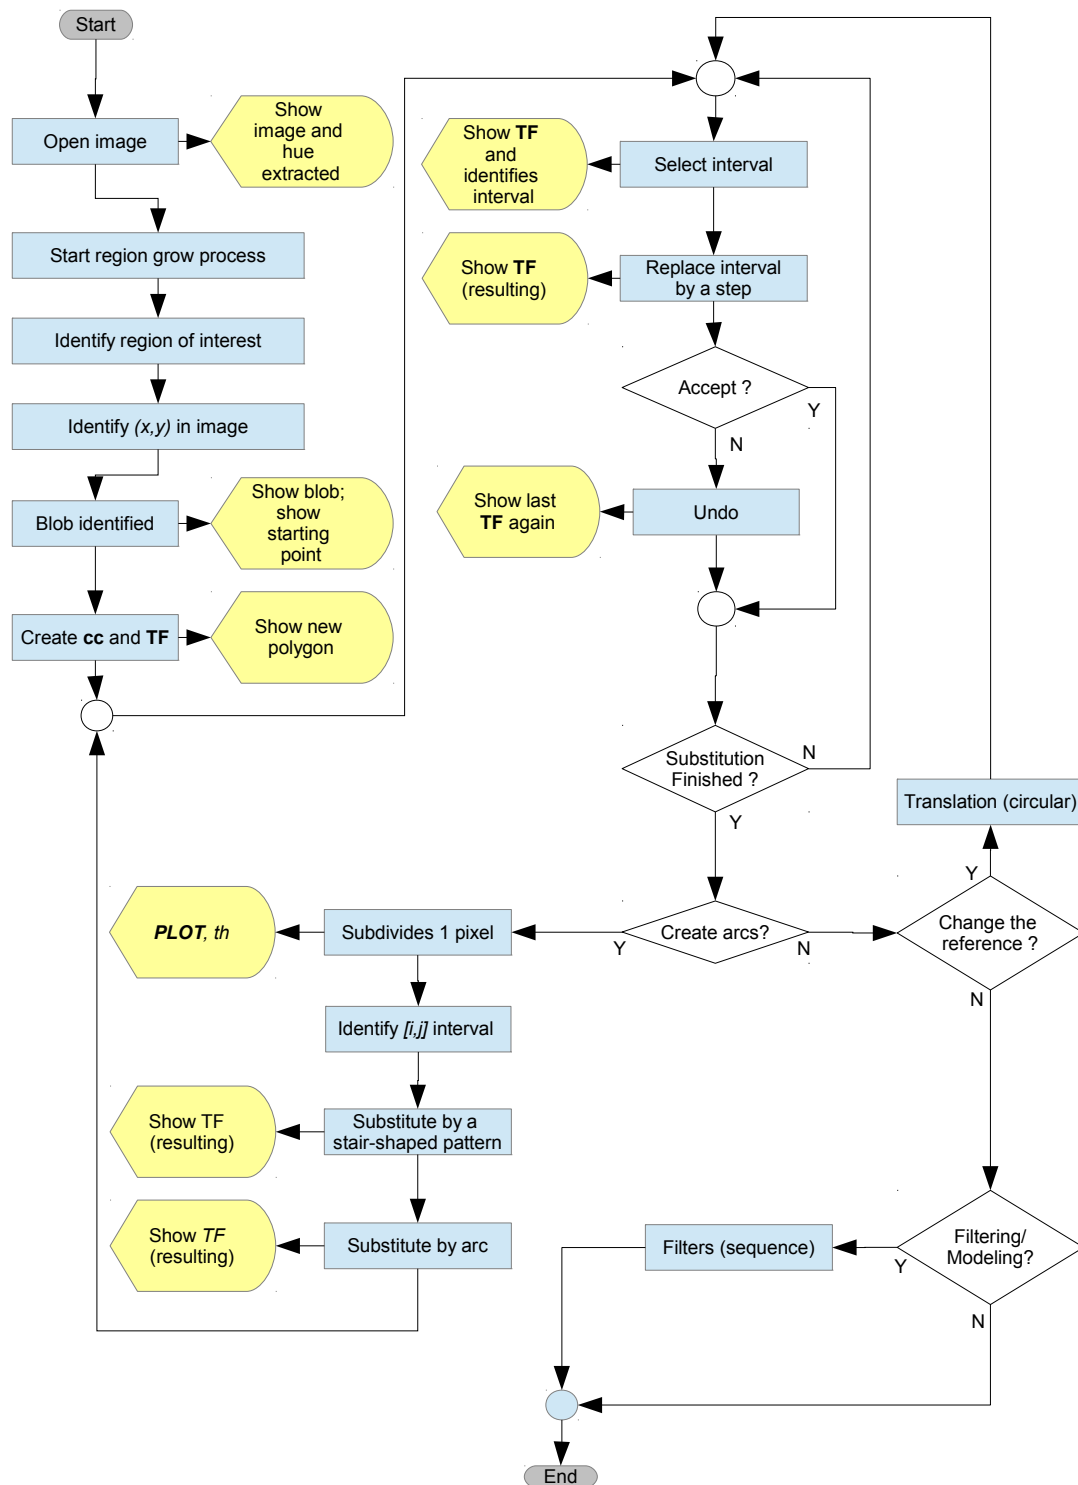 Start
Open image
Show
image and
hue
extracted
Start region grow process
Identify region of interest
Identify (x,y) in image
Blob identified
Show blob;
show
starting
point
Create cc and TF
Show new
polygon
Select interval
Show TF
and
identifies
interval
Replace interval
by a step
Show TF
(resulting)
Accept ?
Y
N
Undo
Show last
TF again
Substitution
Finished ?
N
Y
Create arcs?
Y
N
Translation (circular)
Y
Change the
reference ?
N
Subdivides 1 pixel
PLOT, th
Identify [i,j] interval
Substitute by a
stair-shaped pattern
Show TF
(resulting)
Substitute by arc
Show TF
(resulting)
Filtering/
Modeling?
Y
N
Filters (sequence)
End